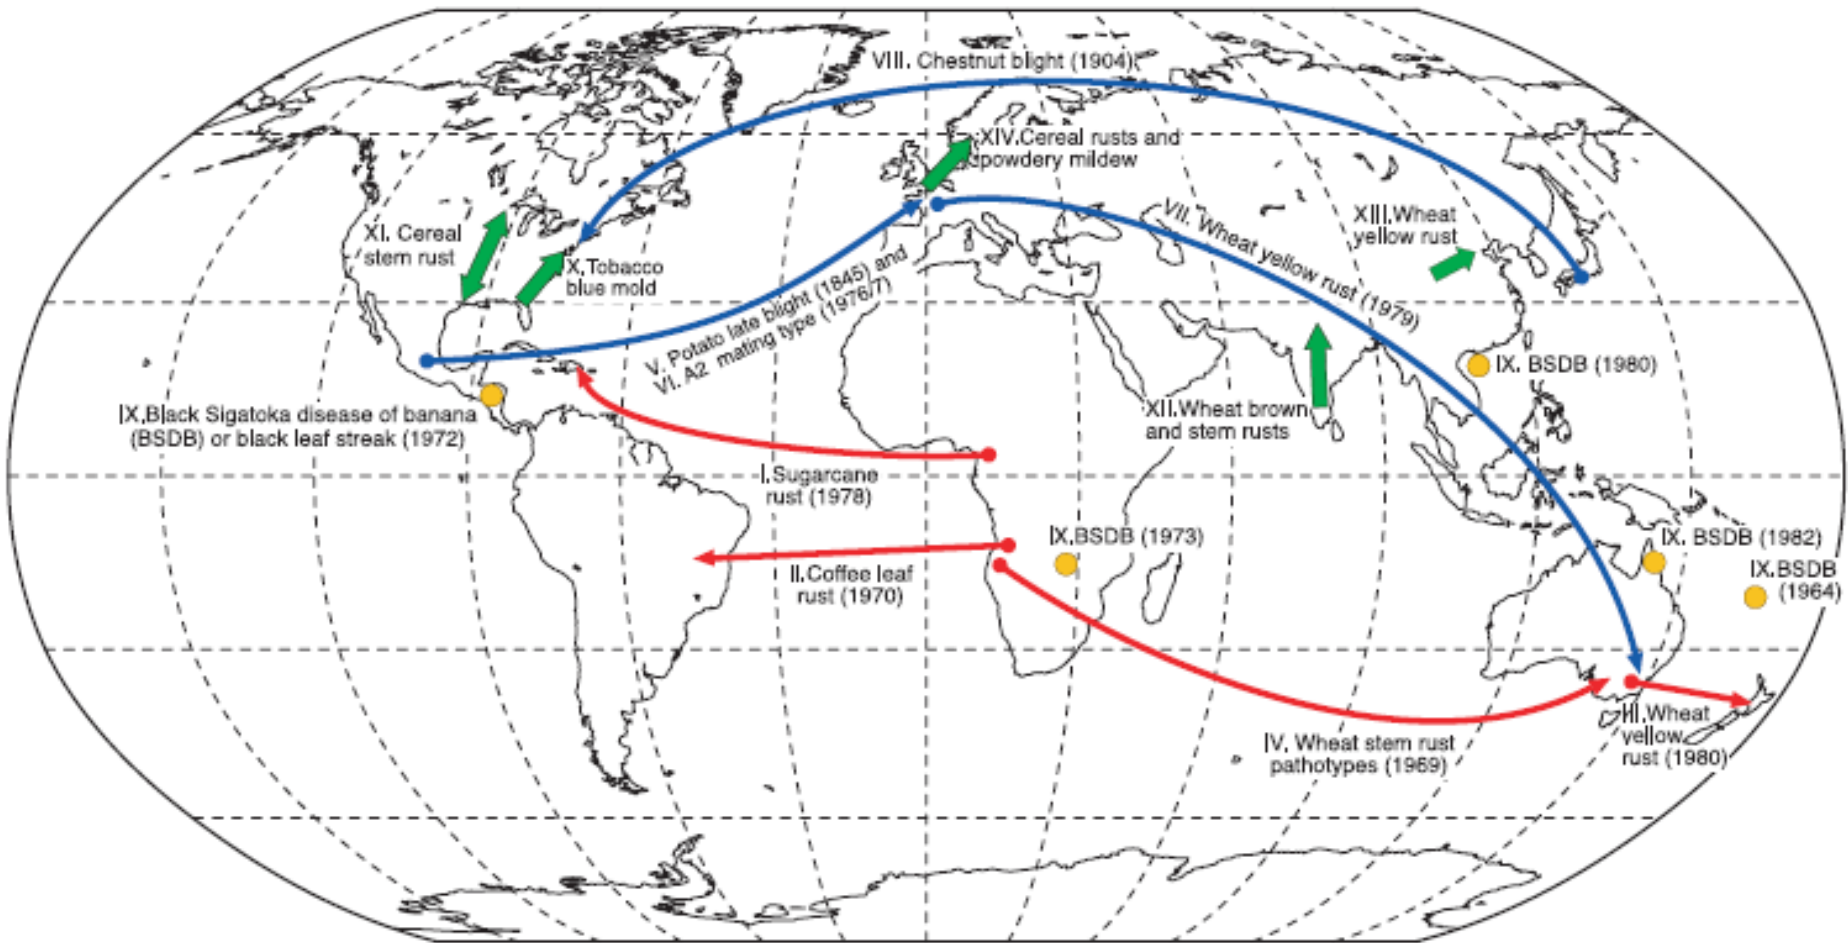 VIII. Chestnut blight (1904)
XIV.Cereal rusts and
powdery mildew
XI. Cereal
stem rust
X.Tobacco
blue mold
XIII.Wheat
yellow rust
VII. Wheat yellow rust (1979)
V. Potato late blight (1845) and
VI. A2 mating type (1976/7)
IX. BSDB (1980)
IX.Black Sigatoka disease of banana
(BSDB) or black leaf streak (1972)
XII.Wheat brown
and stem rusts
I.Sugarcane
rust (1978)
IX.BSDB (1973)
IX. BSDB (1982)
IX.BSDB
(1964)
II.Coffee leaf
rust (1970)
III.Wheat
yellow
rust (1980)
IV. Wheat stem rust
pathotypes (1969)